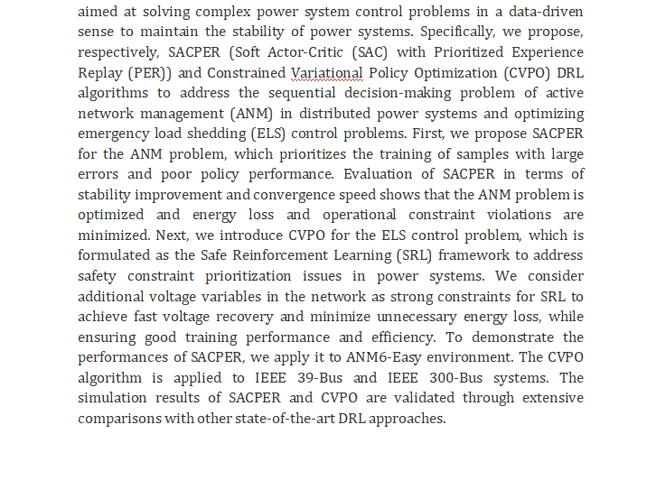 aimed at solving complex power system control problems in a data-driven
sense to maintain the stability of power systems. Specifically, we propose,
respectively, SACPER (Soft Actor-Critic (SAC) with Prioritized Experience
Replay (PER)) and Constrained Variational Policy Optimization (CVPO) DRL
algorithms to address the sequential decision-making problem of active
network management (ANM) in distributed power systems and optimizing
emergency load shedding (ELS) control problems. First, we propose SACPER
for the ANM problem, which prioritizes the training of samples with large
errors and poor policy performance. Evaluation of SACPER in terms of
stability improvement and convergence speed shows that the ANM problem is
optimized and energy loss and operational constraint violations are
minimized. Next, we introduce CVPO for the ELS control problem, which is
formulated as the Safe Reinforcement Learning (SRL) framework to address
safety constraint prioritization issues in power systems. We consider
additional voltage variables in the network as strong constraints for SRL to
achieve fast voltage recovery and minimize unnecessary energy loss, while
ensuring good training performance and efficiency. To demonstrate the
performances of SACPER, we apply it to ANM6-Easy environment. The CVPO
algorithm is applied to IEEE 39-Bus and IEEE 300-Bus systems. The
simulation results of SACPER and CVPO are validated through extensive
comparisons with other state-of-the-art DRL approaches.